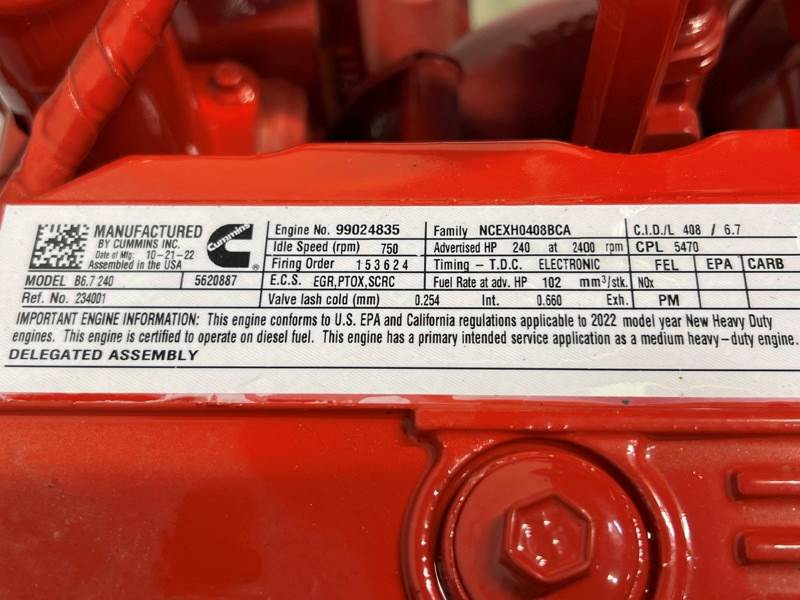 MANUFACTURED
BY CUMMINS INC.
Date of Mfg: 10-21-22
Assembled in the USA
Cummins
Engine No. 99024835
Family NCEXH0408BCA
C.I.D./L 408 / 6.7
Idle Speed (rpm) 750
Advertised HP 240 at 2400 rpm
CPL 5470
Firing Order 1 5 3 6 2 4
Timing - T.D.C. ELECTRONIC
FEL EPA CARB
MODEL B6.7 240 5620887
E.C.S. EGR,PTOX,SCRC
Fuel Rate at adv. HP 102 mm³/stk.
NOx
Ref. No. 234001
Valve lash cold (mm) 0.254 Int. 0.660 Exh.
PM
IMPORTANT ENGINE INFORMATION: This engine conforms to U.S. EPA and California regulations applicable to 2022 model year New Heavy Duty
engines. This engine is certified to operate on diesel fuel. This engine has a primary intended service application as a medium heavy-duty engine.
DELEGATED ASSEMBLY